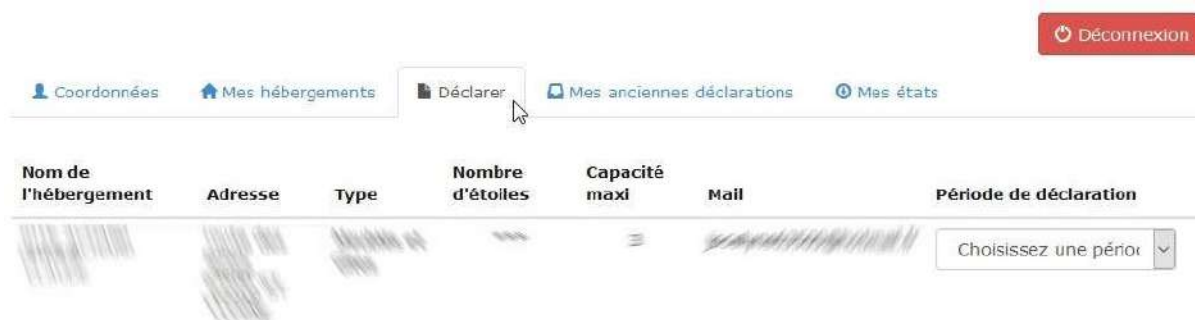 Déconnexion
Coordonnées Mes hébergements Déclarer Mes anciennes déclarations Mes états
Nom de l'hébergement Adresse Type Nombre d'étoiles Capacité maxi Mail Période de déclaration
Choisissez une périod